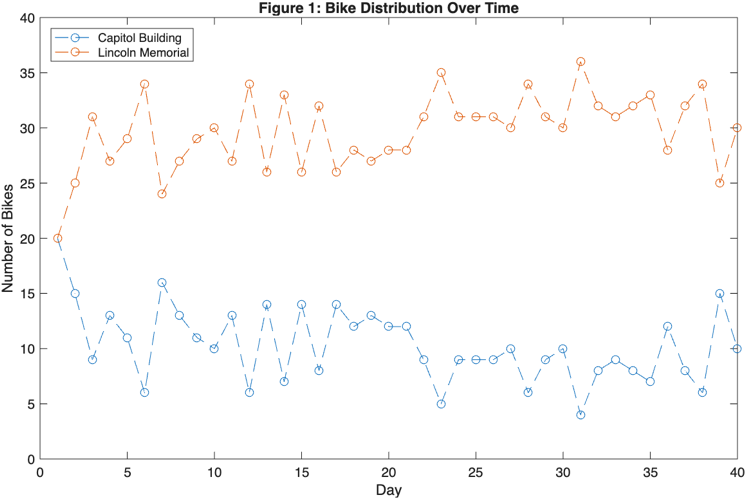 Figure 1: Bike Distribution Over Time
40
Capitol Building
Lincoln Memorial
35
30
25
20
15
10
5
0
Number of Bikes
0 5 10 15 20 25 30 35 40
Day